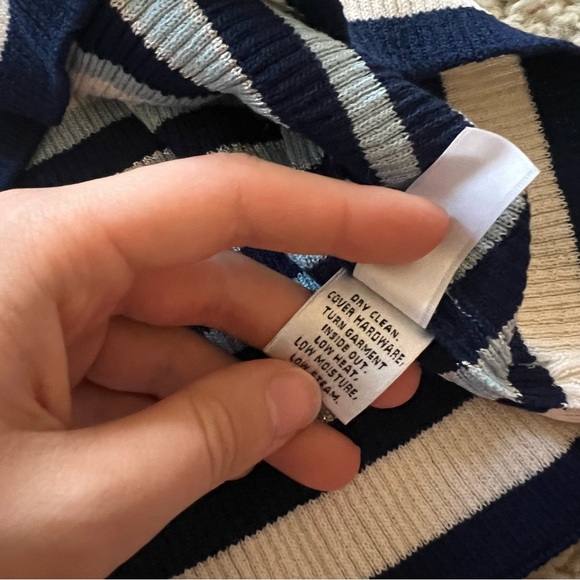 DRY CLEAN.
COVER HARDWARE,
TURN GARMENT
INSIDE OUT,
LOW HEAT,
LOW MOISTURE,
LOW STEAM.